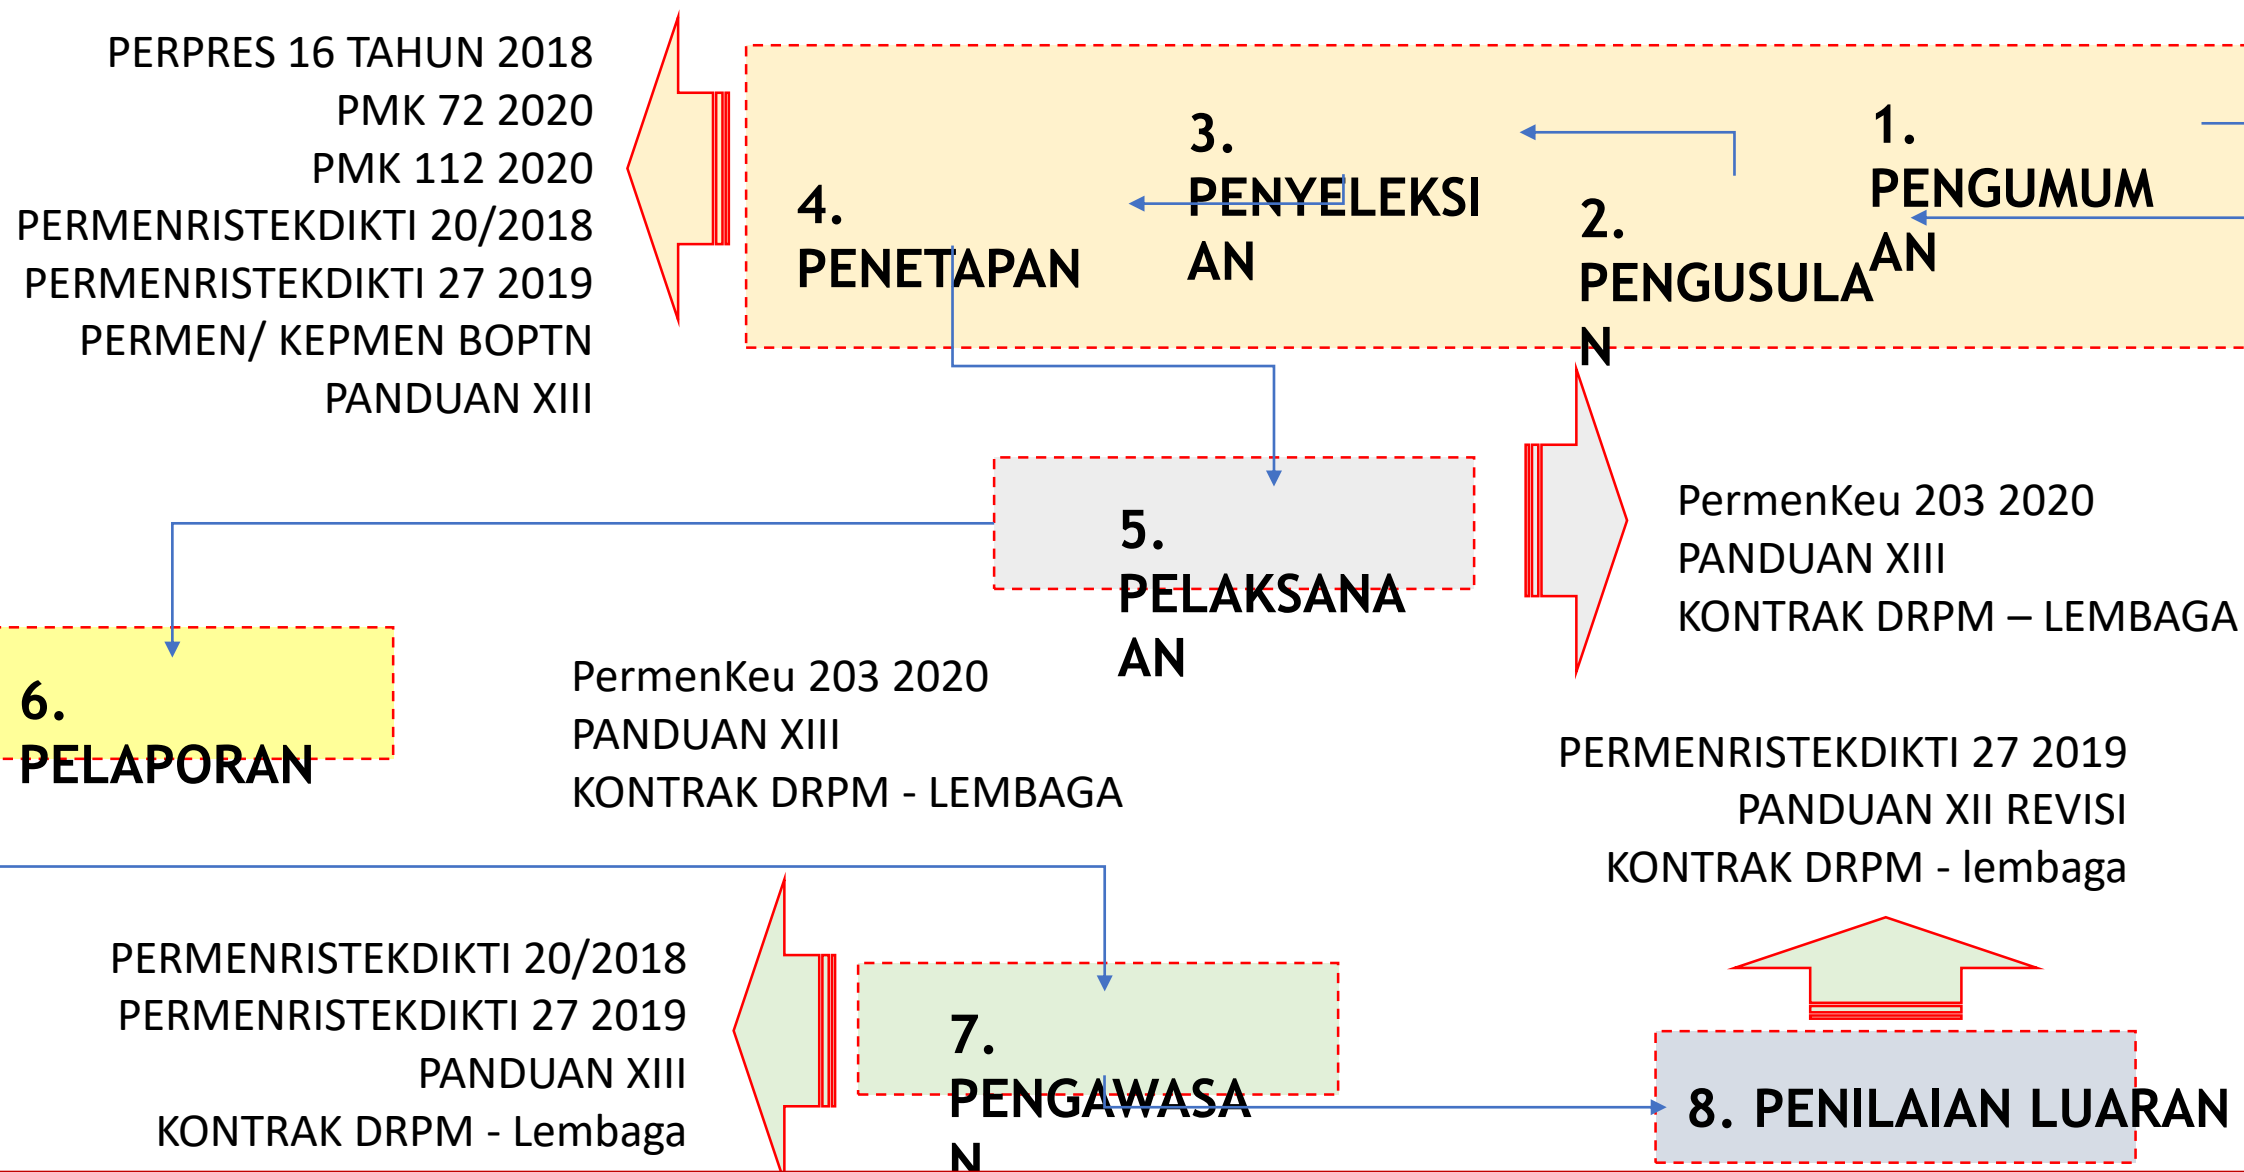 PERPRES 16 TAHUN 2018
PMK 72 2020
PMK 112 2020
PERMENRISTEKDIKTI 20/2018
PERMENRISTEKDIKTI 27 2019
PERMEN/ KEPMEN BOPTN
PANDUAN XIII
1.
PENGUMUM
AN
2.
PENGUSULA
N
3.
PENYELEKSI
AN
4.
PENETAPAN
5.
PELAKSANA
AN
PermenKeu 203 2020
PANDUAN XIII
KONTRAK DRPM – LEMBAGA
6.
PELAPORAN
PermenKeu 203 2020
PANDUAN XIII
KONTRAK DRPM - LEMBAGA
PERMENRISTEKDIKTI 27 2019
PANDUAN XII REVISI
KONTRAK DRPM - lembaga
PERMENRISTEKDIKTI 20/2018
PERMENRISTEKDIKTI 27 2019
PANDUAN XIII
KONTRAK DRPM - Lembaga
7.
PENGAWASA
N
8. PENILAIAN LUARAN